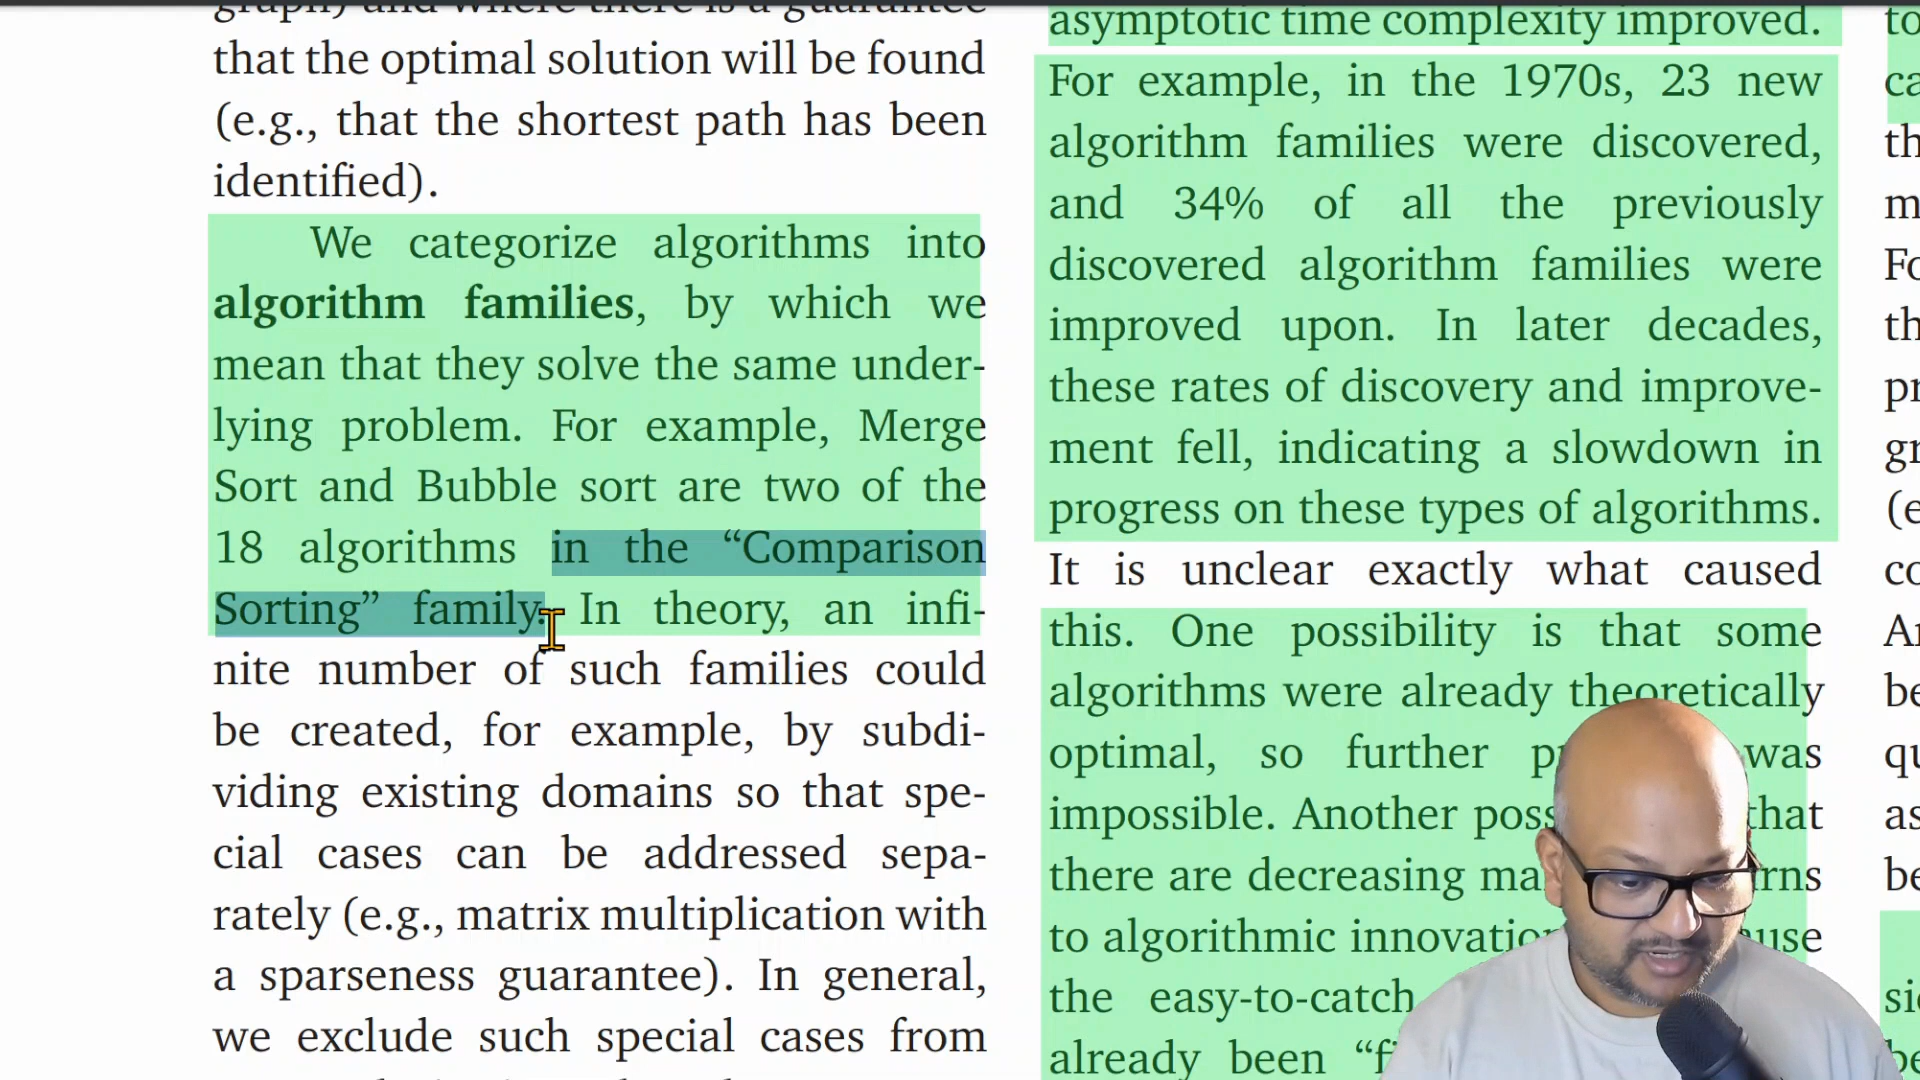 graph) and where there is a guarantee
that the optimal solution will be found
(e.g., that the shortest path has been
identified).
We categorize algorithms into
algorithm families, by which we
mean that they solve the same under-
lying problem. For example, Merge
Sort and Bubble sort are two of the
18 algorithms in the “Comparison
Sorting” family. In theory, an infi-
nite number of such families could
be created, for example, by subdi-
viding existing domains so that spe-
cial cases can be addressed sepa-
rately (e.g., matrix multiplication with
a sparseness guarantee). In general,
we exclude such special cases from
asymptotic time complexity improved.
For example, in the 1970s, 23 new
algorithm families were discovered,
and 34% of all the previously
discovered algorithm families were
improved upon. In later decades,
these rates of discovery and improve-
ment fell, indicating a slowdown in
progress on these types of algorithms.
It is unclear exactly what caused
this. One possibility is that some
algorithms were already theoretically
optimal, so further was
impossible. Another that
there are decreasing
to algorithmic
the easy-to-catch
already been
to